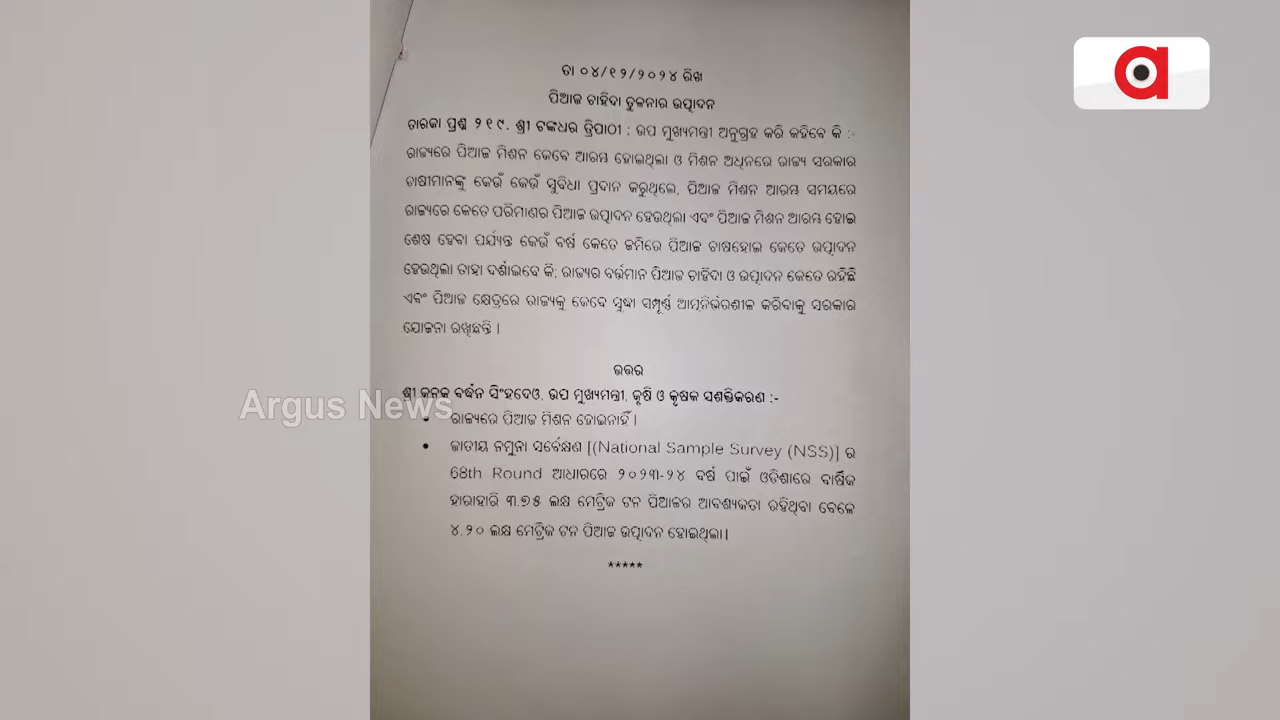 ତା ୦୪/୧୨/୨୦୨୪ ରିଖ
ପିଆଜ ଚାହିଦା ତୁଳନାର ଉତ୍ପାଦନ
ତାରକା ପ୍ରଶ୍ନ ୨୧୯. ଶ୍ରୀ ଟଙ୍କଧର ତ୍ରିପାଠୀ : ଉପ ମୁଖ୍ୟମନ୍ତ୍ରୀ ଅନୁଗ୍ରହ କରି କହିବେ କି :-
ରାଜ୍ୟରେ ପିଆଜ ମିଶନ କେବେ ଆରମ୍ଭ ହୋଇଥିଲା ଓ ମିଶନ ଅଧିନରେ ରାଜ୍ୟ ସରକାର
ଚାଷୀମାନଙ୍କୁ କେଉଁ କେଉଁ ସୁବିଧା ପ୍ରଦାନ କରୁଥିଲେ, ପିଆଜ ମିଶନ ଆରମ୍ଭ ସମୟରେ
ରାଜ୍ୟରେ କେତେ ପରିମାଣର ପିଆଜ ଉତ୍ପାଦନ ହେଉଥିଲା ଏବଂ ପିଆଜ ମିଶନ ଆରମ୍ଭ ହୋଇ
ଶେଷ ହେବା ପର୍ଯ୍ୟନ୍ତ କେଉଁ ବର୍ଷ କେତେ ଜମିରେ ପିଆଜ ଚାଷହୋଇ କେତେ ଉତ୍ପାଦନ
ହେଉଥିଲା ତାହା ଦର୍ଶାଇବେ କି; ରାଜ୍ୟର ବର୍ତ୍ତମାନ ପିଆଜ ଚାହିଦା ଓ ଉତ୍ପାଦନ କେତେ ରହିଛି
ଏବଂ ପିଆଜ କ୍ଷେତ୍ରରେ ରାଜ୍ୟକୁ କେବେ ସୁଦ୍ଧା ସମ୍ପୂର୍ଣ୍ଣ ଆତ୍ମନିର୍ଭରଶୀଳ କରିବାକୁ ସରକାର
ଯୋଜନା ରଖିଛନ୍ତି ।
ଉତ୍ତର
ଶ୍ରୀ କନକ ବର୍ଦ୍ଧନ ସିଂହଦେଓ, ଉପ ମୁଖ୍ୟମନ୍ତ୍ରୀ, କୃଷି ଓ କୃଷକ ସଶକ୍ତିକରଣ :-
• ରାଜ୍ୟରେ ପିଆଜ ମିଶନ ହୋଇନାହିଁ ।
• ଜାତୀୟ ନମୁନା ସର୍ବେକ୍ଷଣ [(National Sample Survey (NSS)] ର
68th Round ଆଧାରରେ ୨୦୨୩-୨୪ ବର୍ଷ ପାଇଁ ଓଡିଶାରେ ବାର୍ଷିକ
ହାରାହାରି ୩.୭୫ ଲକ୍ଷ ମେଟ୍ରିକ ଟନ ପିଆଜର ଆବଶ୍ୟକତା ରହିଥିବା ବେଳେ
୪.୨୦ ଲକ୍ଷ ମେଟ୍ରିକ ଟନ ପିଆଜ ଉତ୍ପାଦନ ହୋଇଥିଲା ।
*****
Argus News
a